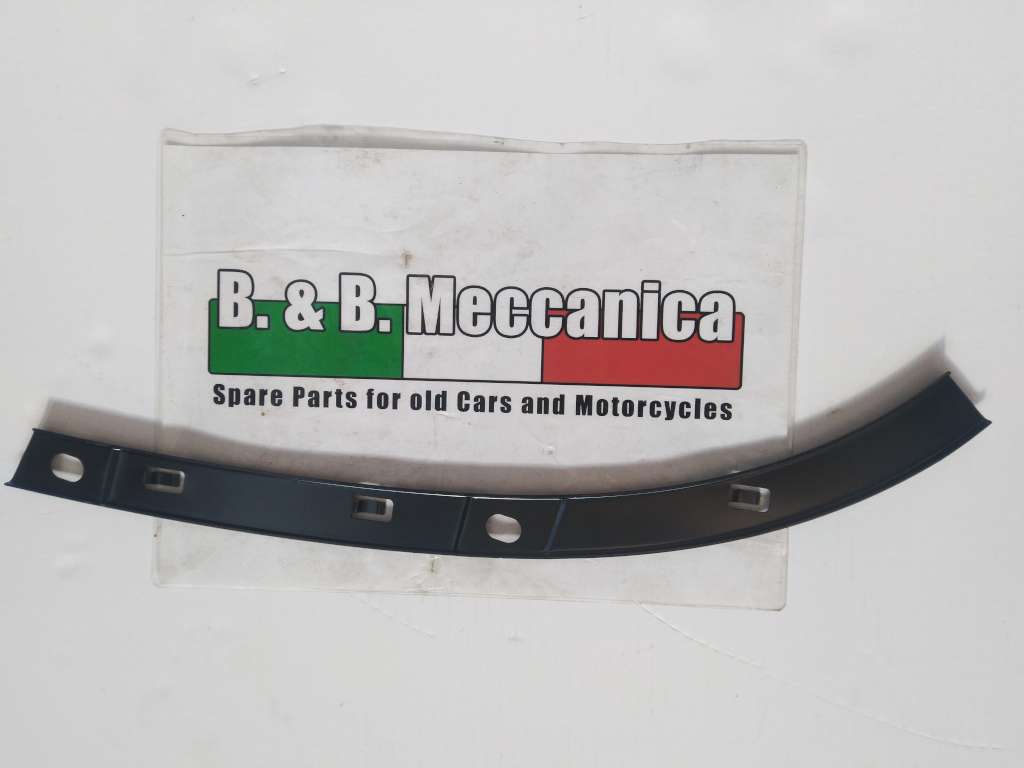 B. & B. Meccanica
Spare Parts for old Cars and Motorcycles